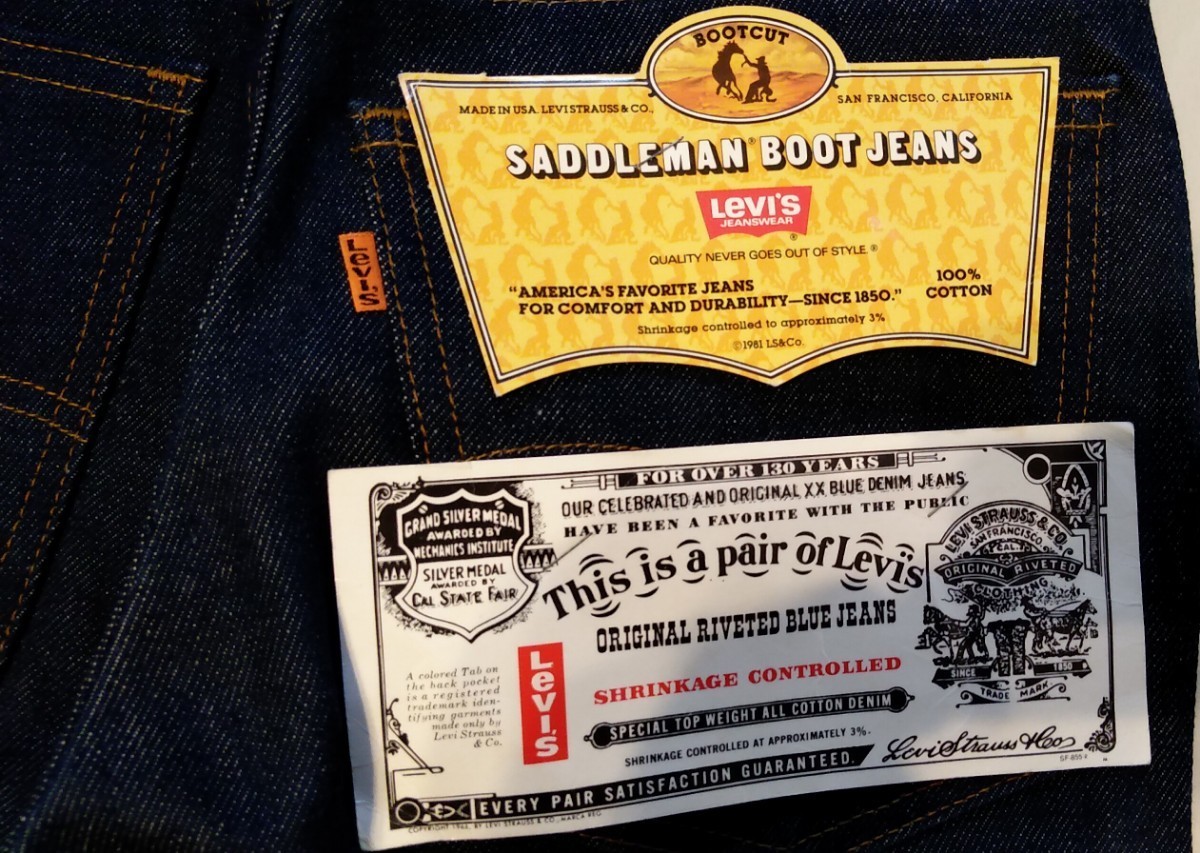 BOOTCUT
MADE IN USA. LEVI STRAUSS & CO., SAN FRANCISCO, CALIFORNIA
SADDLEMAN® BOOT JEANS
LEVI'S
JEANSWEAR
®
QUALITY NEVER GOES OUT OF STYLE®
"AMERICA'S FAVORITE JEANS
FOR COMFORT AND DURABILITY—SINCE 1850."
100%
COTTON
Shrinkage controlled to approximately 3%
©1981 LS&Co.
LEVI'S
FOR OVER 130 YEARS
OUR CELEBRATED AND ORIGINAL XX BLUE DENIM JEANS
HAVE BEEN A FAVORITE WITH THE PUBLIC
This is a pair of Levi's
ORIGINAL RIVETED BLUE JEANS
SHRINKAGE CONTROLLED
SPECIAL TOP WEIGHT ALL COTTON DENIM
SHRINKAGE CONTROLLED AT APPROXIMATELY 3%.
EVERY PAIR SATISFACTION GUARANTEED.
GRAND SILVER MEDAL
AWARDED BY
MECHANICS INSTITUTE
SILVER MEDAL
AWARDED BY
CAL STATE FAIR
A colored Tab on
the back pocket
is a registered
trademark iden-
tifying garments
made only by
Levi Strauss
& Co.
LEVI'S
LEVI STRAUSS & CO.
SAN FRANCISCO,
CAL.
ORIGINAL RIVETED
CLOTHING
SINCE 1850
TRADE MARK
Levi Strauss & Co
COPYRIGHT BY LEVI STRAUSS & CO., MARCA REG.